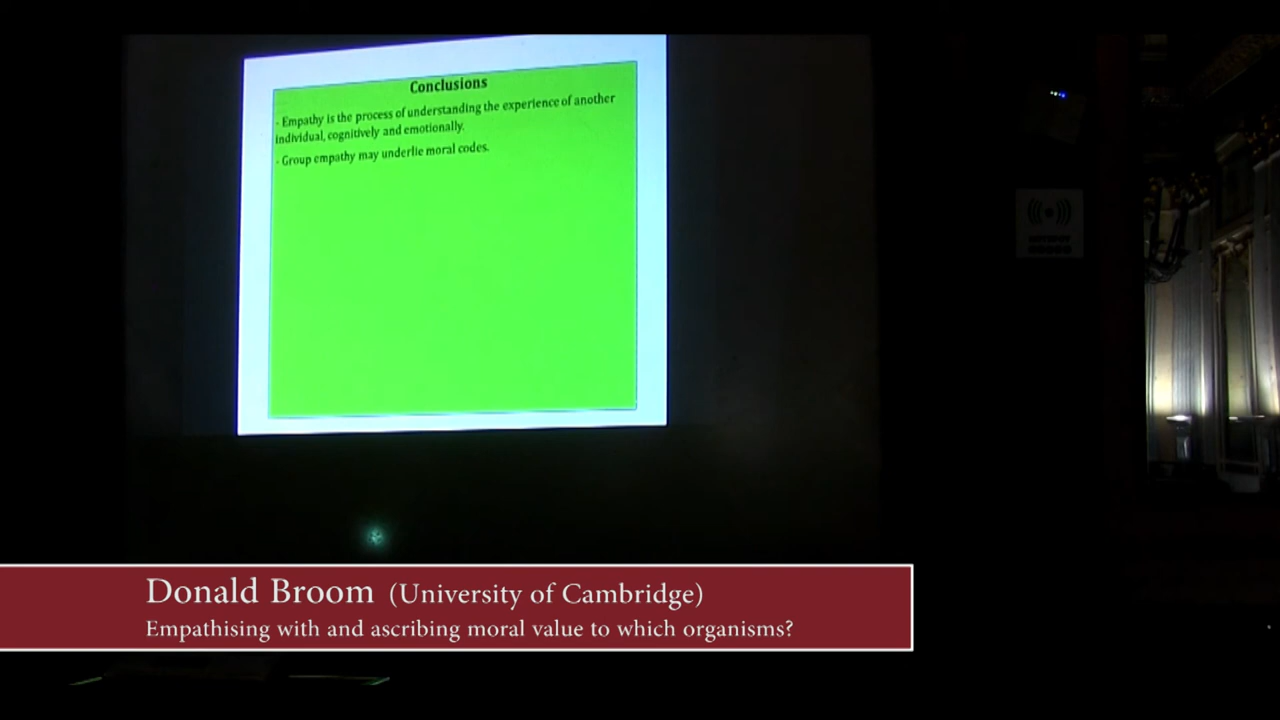 Conclusions
- Empathy is the process of understanding the experience of another
individual, cognitively and emotionally.
- Group empathy may underlie moral codes.
Donald Broom (University of Cambridge)
Empathising with and ascribing moral value to which organisms?